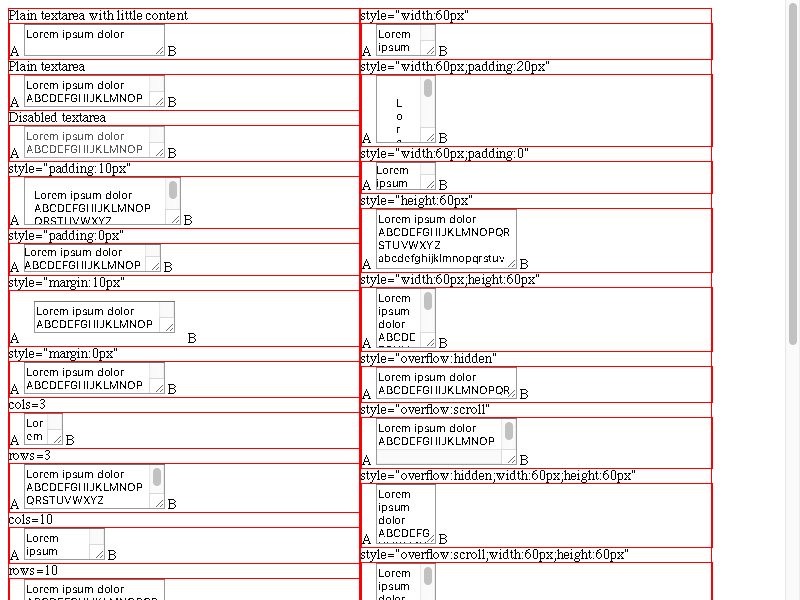 Plain textarea with little content
Lorem ipsum dolor
A B
Plain textarea
Lorem ipsum dolor
ABCDEFGHIJKLMNOP
A B
Disabled textarea
Lorem ipsum dolor
ABCDEFGHIJKLMNOP
A B
style="padding:10px"
Lorem ipsum dolor
ABCDEFGHIJKLMNOP
QRSTUVWXYZ
A B
style="padding:0px"
Lorem ipsum dolor
ABCDEFGHIJKLMNOP
A B
style="margin:10px"
Lorem ipsum dolor
ABCDEFGHIJKLMNOP
A B
style="margin:0px"
Lorem ipsum dolor
ABCDEFGHIJKLMNOP
A B
cols=3
Lor
em
A B
rows=3
Lorem ipsum dolor
ABCDEFGHIJKLMNOP
QRSTUVWXYZ
A B
cols=10
Lorem
ipsum
A B
rows=10
Lorem ipsum dolor
style="width:60px"
Lorem
ipsum
A B
style="width:60px;padding:20px"
L
o
r
A B
style="width:60px;padding:0"
Lorem
ipsum
A B
style="height:60px"
Lorem ipsum dolor
ABCDEFGHIJKLMNOPQR
STUVWXYZ
abcdefghijklmnopqrstuv
A B
style="width:60px;height:60px"
Lorem
ipsum
dolor
ABCDE
A B
style="overflow:hidden"
Lorem ipsum dolor
ABCDEFGHIJKLMNOPQR
A B
style="overflow:scroll"
Lorem ipsum dolor
ABCDEFGHIJKLMNOP
A B
style="overflow:hidden;width:60px;height:60px"
Lorem
ipsum
dolor
ABCDEFG
A B
style="overflow:scroll;width:60px;height:60px"
Lorem
ipsum
dolor